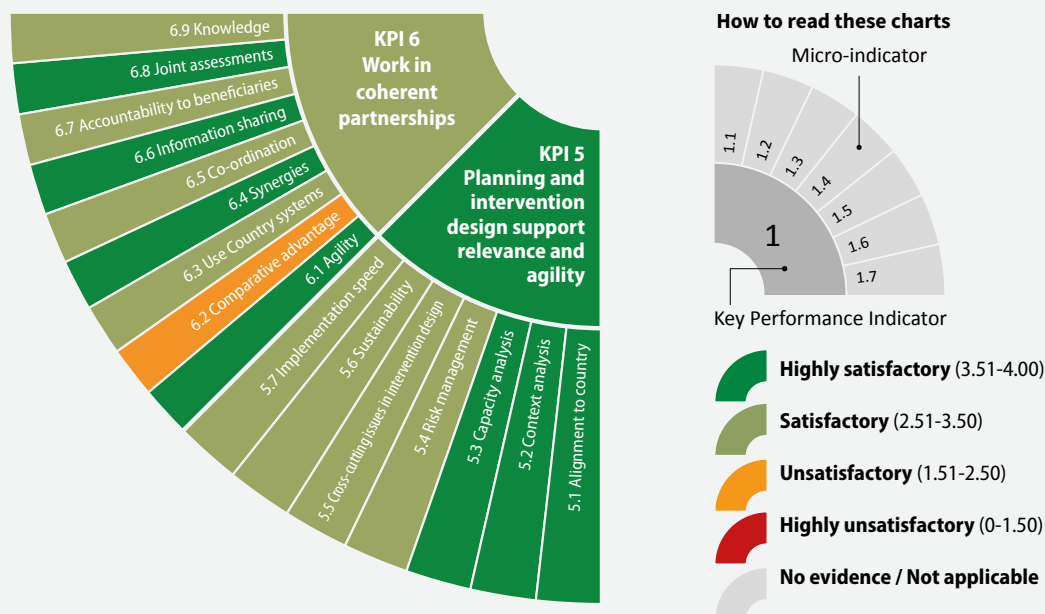 6.9 Knowledge
6.8 Joint assessments
6.7 Accountability to beneficiaries
6.6 Information sharing
6.5 Co-ordination
6.4 Synergies
6.3 Use Country systems
6.2 Comparative advantage
6.1 Agility
KPI 6
Work in
coherent
partnerships
KPI 5
Planning and
intervention
design support
relevance and
agility
5.7 Implementation speed
5.6 Sustainability
5.5 Cross-cutting issues in intervention design
5.4 Risk management
5.3 Capacity analysis
5.2 Context analysis
5.1 Alignment to country
How to read these charts
Micro-indicator
1.1
1.2
1.3
1.4
1.5
1.6
1.7
1
Key Performance Indicator
Highly satisfactory (3.51-4.00)
Satisfactory (2.51-3.50)
Unsatisfactory (1.51-2.50)
Highly unsatisfactory (0-1.50)
No evidence / Not applicable